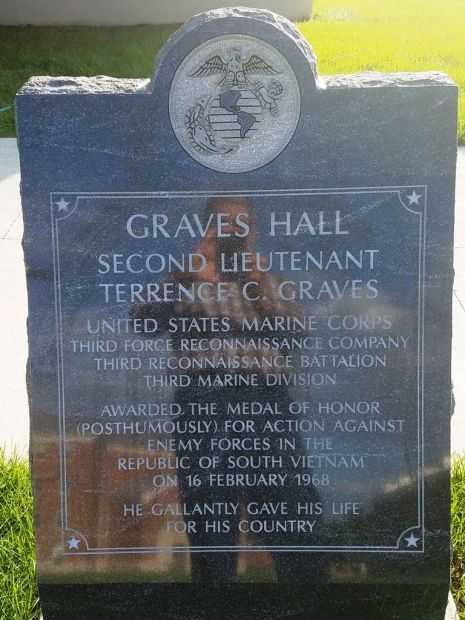 GRAVES HALL
SECOND LIEUTENANT
TERRENCE C. GRAVES
UNITED STATES MARINE CORPS
THIRD FORCE RECONNAISSANCE COMPANY
THIRD RECONNAISSANCE BATTALION
THIRD MARINE DIVISION
AWARDED THE MEDAL OF HONOR
(POSTHUMOUSLY) FOR ACTION AGAINST
ENEMY FORCES IN THE
REPUBLIC OF SOUTH VIETNAM
ON 16 FEBRUARY 1968
HE GALLANTLY GAVE HIS LIFE
FOR HIS COUNTRY